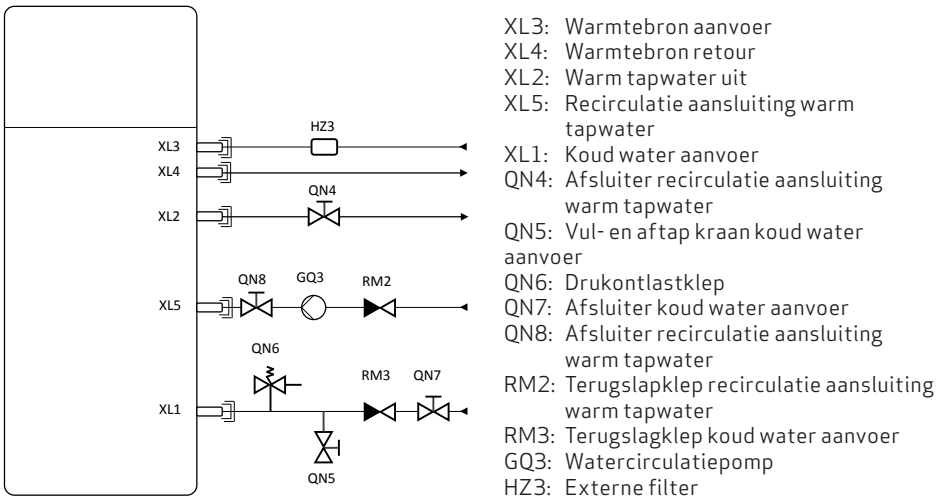 HZ3
XL3
XL4
QN4
XL2
QN8
GQ3
RM2
XL5
QN6
RM3
QN7
XL1
QN5
XL3: Warmtebron aanvoer
XL4: Warmtebron retour
XL2: Warm tapwater uit
XL5: Recirculatie aansluiting warm
tapwater
XL1: Koud water aanvoer
QN4: Afsluiter recirculatie aansluiting
warm tapwater
QN5: Vul- en aftap kraan koud water
aanvoer
QN6: Drukontlastklep
QN7: Afsluiter koud water aanvoer
QN8: Afsluiter recirculatie aansluiting
warm tapwater
RM2: Terugslapklep recirculatie aansluiting
warm tapwater
RM3: Terugslagklep koud water aanvoer
GQ3: Watercirculatiepomp
HZ3: Externe filter